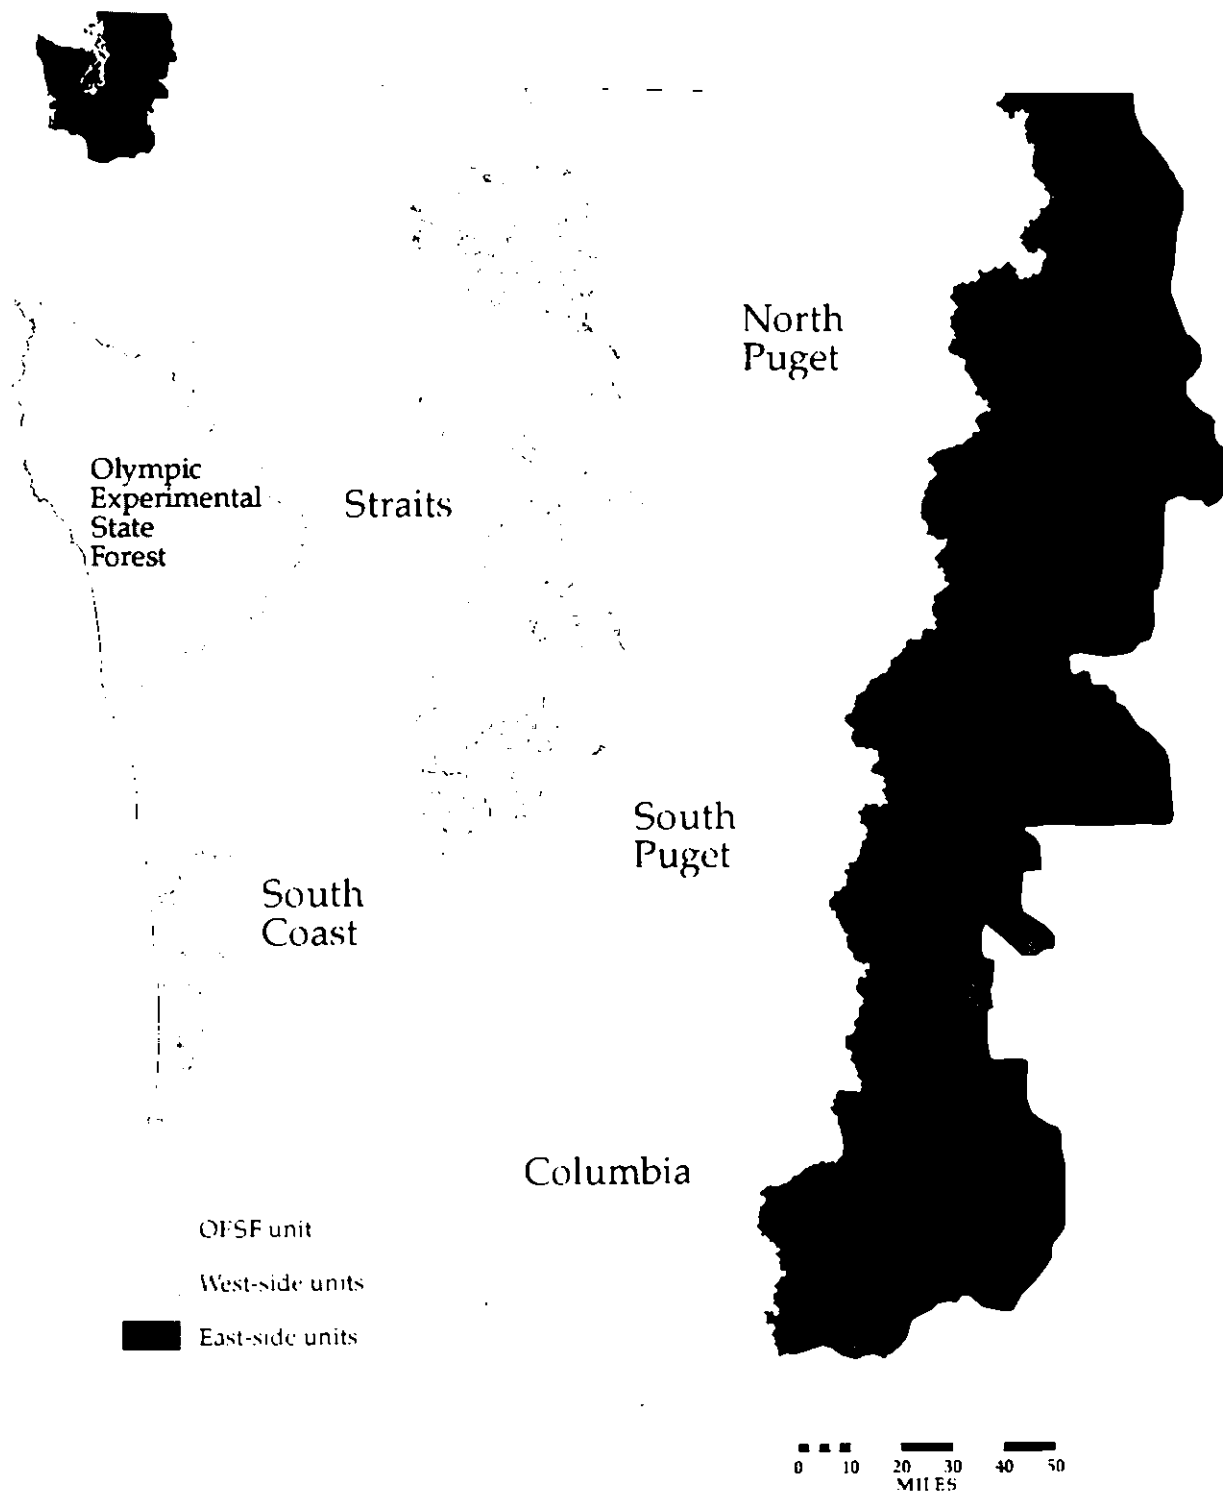 North
Puget
Olympic
Experimental
State
Forest
Straits
South
Puget
South
Coast
Columbia
OESF unit
West-side units
East-side units
0 10 20 30 40 50
MILES